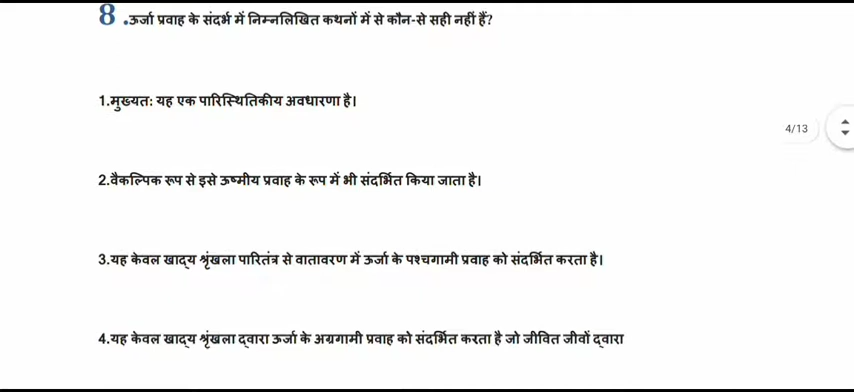 8 .ऊर्जा प्रवाह के संदर्भ में निम्नलिखित कथनों में से कौन-से सही नहीं हैं?
1.मुख्यतः यह एक पारिस्थितिकीय अवधारणा है।
4/13
2.वैकल्पिक रूप से इसे ऊष्मीय प्रवाह के रूप में भी संदर्भित किया जाता है।
3.यह केवल खाद्य श्रृंखला पारितंत्र से वातावरण में ऊर्जा के पश्चगामी प्रवाह को संदर्भित करता है।
4.यह केवल खाद्य श्रृंखला द्वारा ऊर्जा के अग्रगामी प्रवाह को संदर्भित करता है जो जीवित जीवों द्वारा